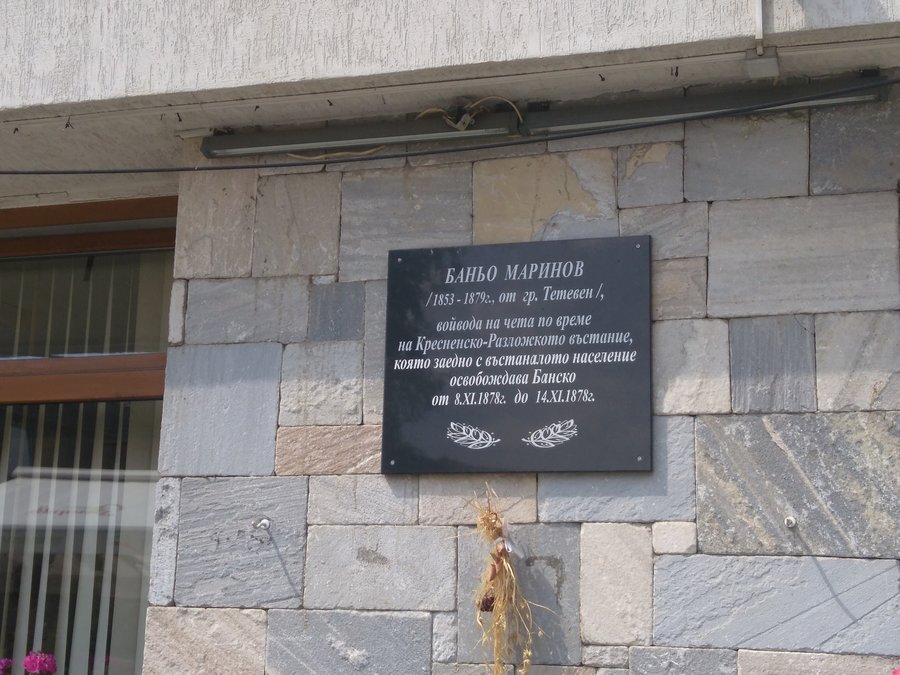 БАНЬО МАРИНОВ
/1853 - 1879г., от гр. Тетевен/,
войвода на чета по време
на Кресненско-Разложкото въстание,
която заедно с въстаналото население
освобождава Банско
от 8.XI.1878г. до 14.XI.1878г.